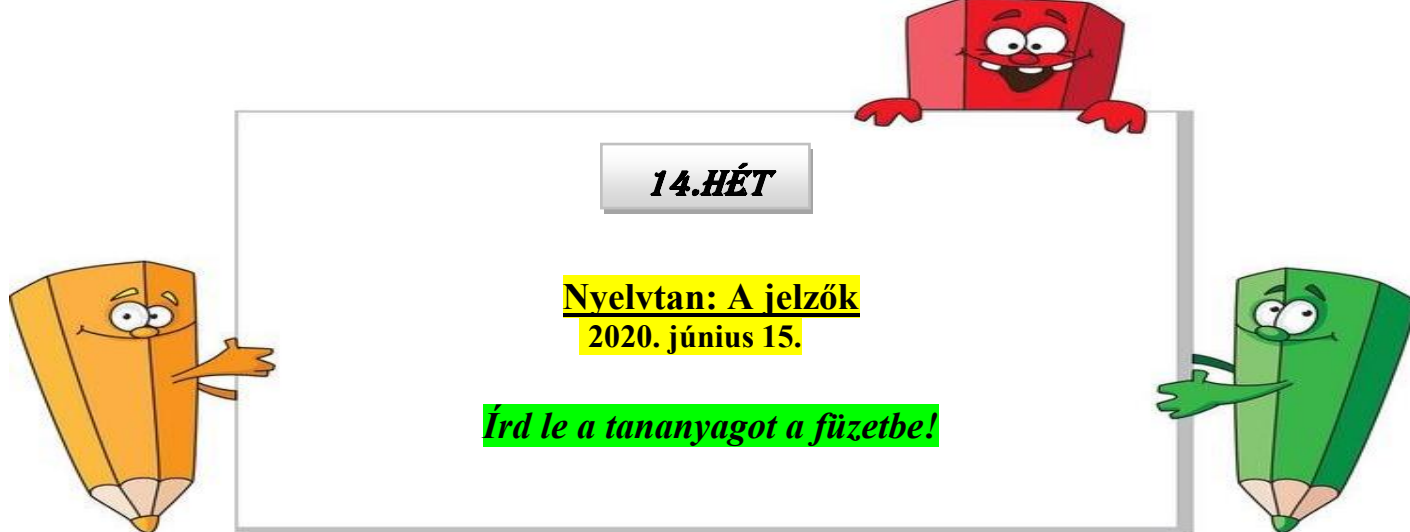 14.HÉT
Nyelvtan: A jelzők
2020. június 15.
Írd le a tananyagot a füzetbe!